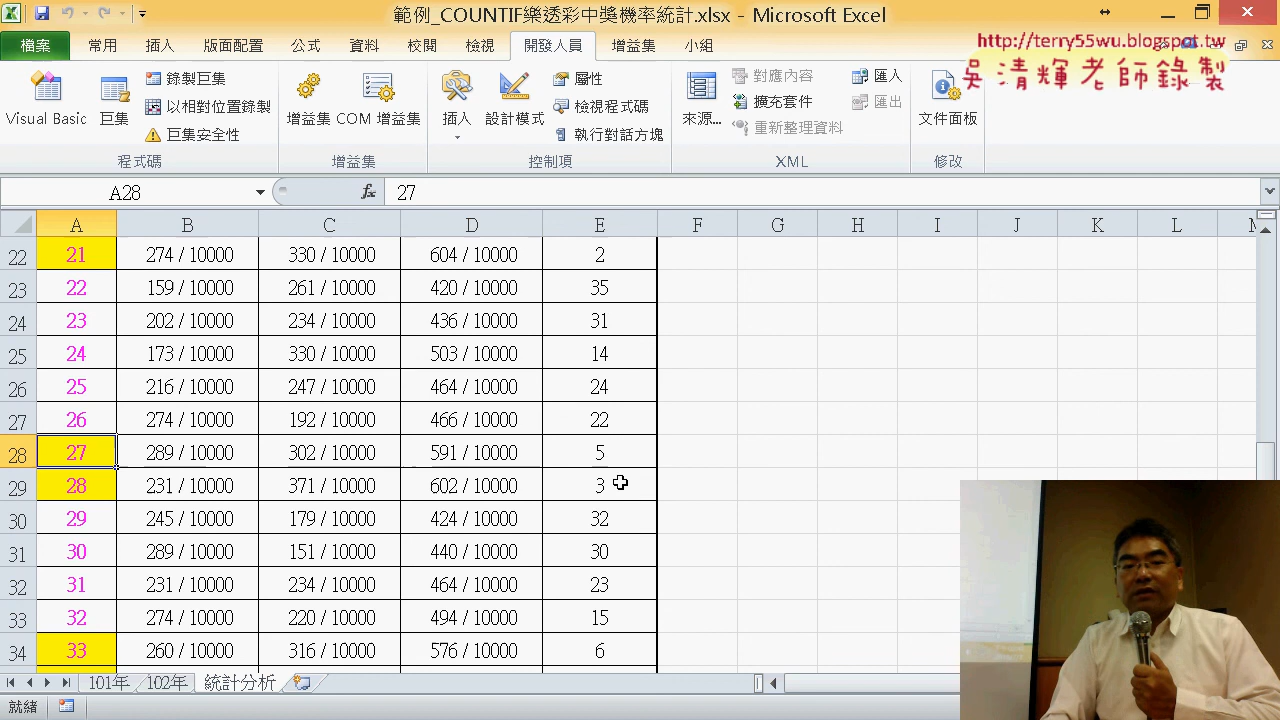 範例_COUNTIF樂透彩中獎機率統計.xlsx - Microsoft Excel
http://terry55wu.blogspot.tw
吳清輝老師錄製
檔案 常用 插入 版面配置 公式 資料 校閱 檢視 開發人員 增益集 小組
Visual Basic 巨集 錄製巨集 以相對位置錄製 巨集安全性 程式碼
增益集 COM 增益集 增益集
插入 設計模式 屬性 檢視程式碼 執行對話方塊 控制項
來源... 對應內容 擴充套件 重新整理資料 匯入 匯出 XML
文件面板 修改
A28 fx 27
A B C D E F G H I J K L M
22 21 274 / 10000 330 / 10000 604 / 10000 2
23 22 159 / 10000 261 / 10000 420 / 10000 35
24 23 202 / 10000 234 / 10000 436 / 10000 31
25 24 173 / 10000 330 / 10000 503 / 10000 14
26 25 216 / 10000 247 / 10000 464 / 10000 24
27 26 274 / 10000 192 / 10000 466 / 10000 22
28 27 289 / 10000 302 / 10000 591 / 10000 5
29 28 231 / 10000 371 / 10000 602 / 10000 3
30 29 245 / 10000 179 / 10000 424 / 10000 32
31 30 289 / 10000 151 / 10000 440 / 10000 30
32 31 231 / 10000 234 / 10000 464 / 10000 23
33 32 274 / 10000 220 / 10000 494 / 10000 15
34 33 260 / 10000 316 / 10000 576 / 10000 6
101年 102年 統計分析
就緒